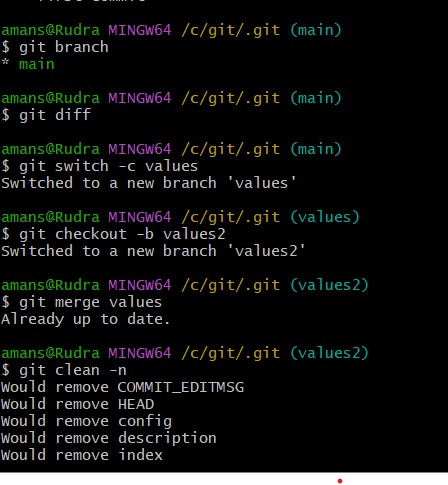 amans@Rudra MINGW64 /c/git/.git (main)
$ git branch
* main
amans@Rudra MINGW64 /c/git/.git (main)
$ git diff
amans@Rudra MINGW64 /c/git/.git (main)
$ git switch -c values
Switched to a new branch 'values'
amans@Rudra MINGW64 /c/git/.git (values)
$ git checkout -b values2
Switched to a new branch 'values2'
amans@Rudra MINGW64 /c/git/.git (values2)
$ git merge values
Already up to date.
amans@Rudra MINGW64 /c/git/.git (values2)
$ git clean -n
Would remove COMMIT_EDITMSG
Would remove HEAD
Would remove config
Would remove description
Would remove index